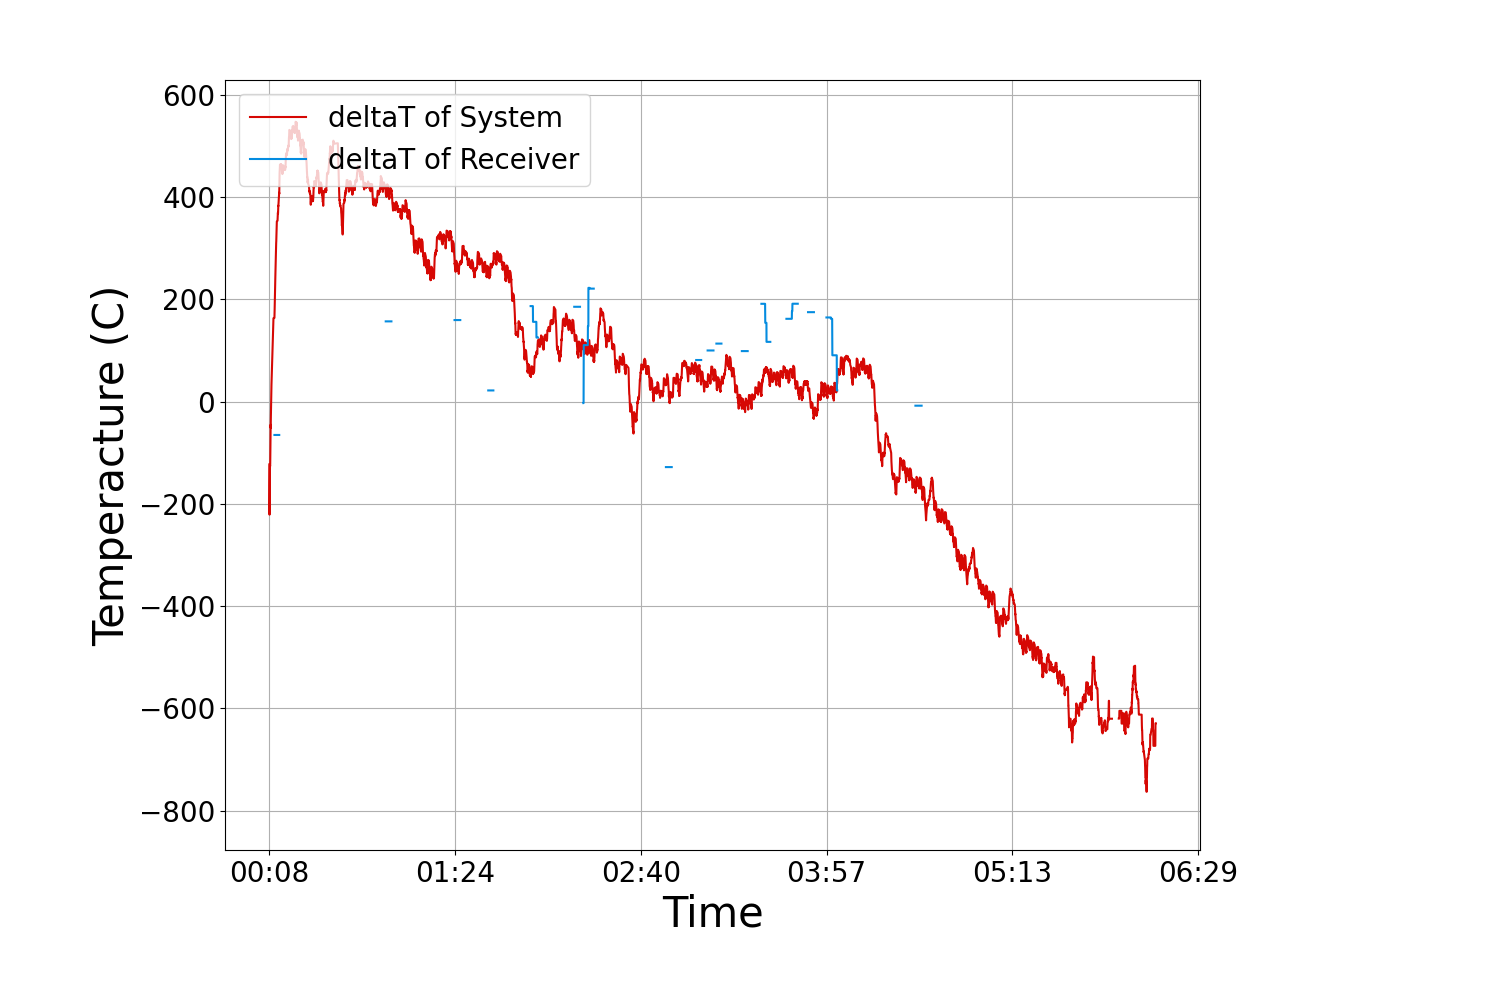 600
400
200
0
−200
−400
−600
−800
deltaT of System
deltaT of Receiver
Temperacture (C)
00:08 01:24 02:40 03:57 05:13 06:29
Time